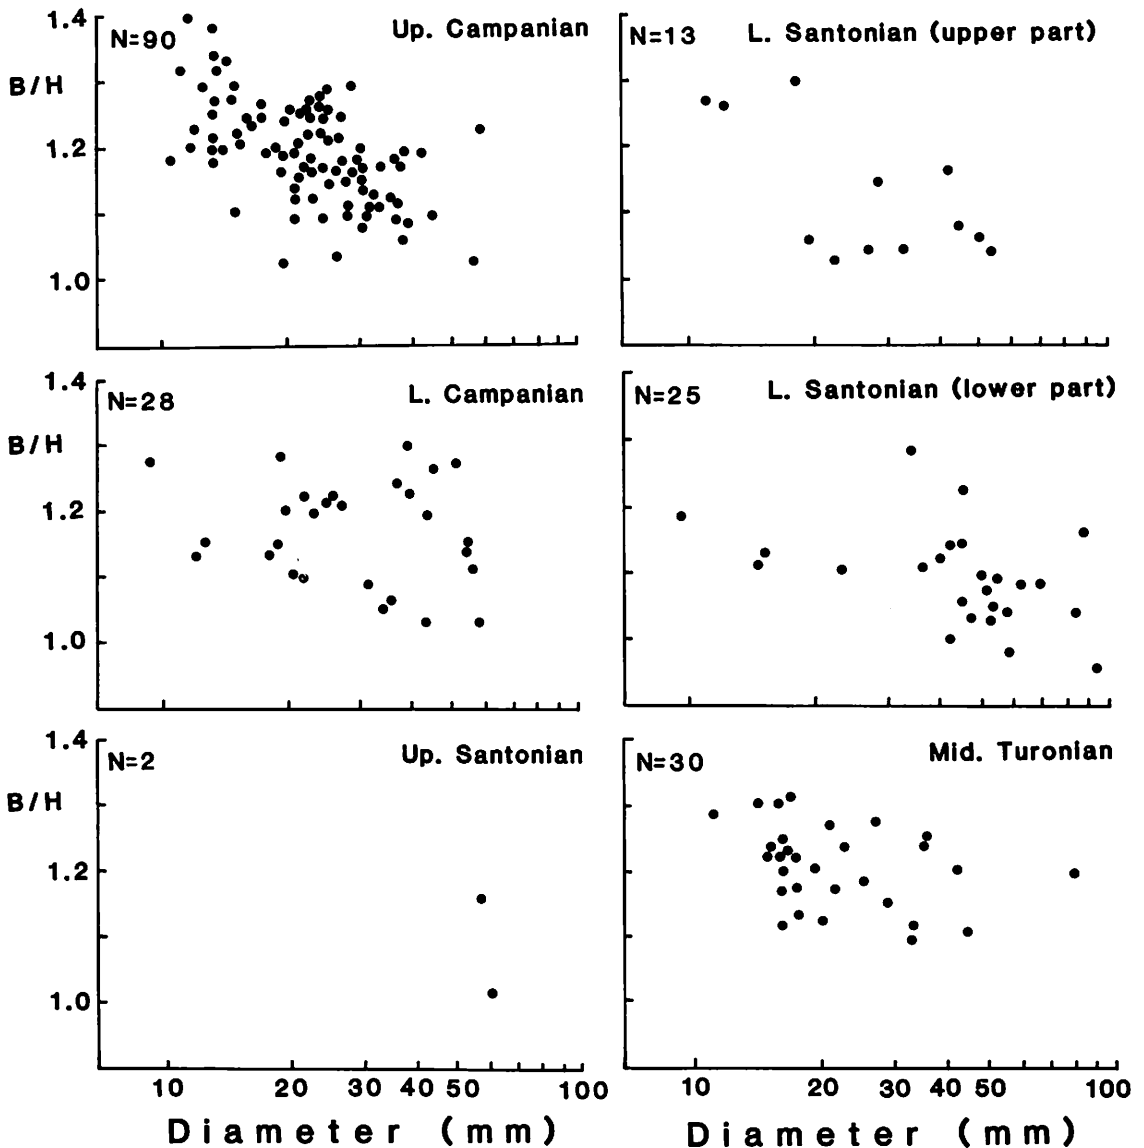 1.4
N=90
Up. Campanian
B/H
1.2
1.0
N=13
L. Santonian (upper part)
1.4
N=28
L. Campanian
B/H
1.2
1.0
N=25
L. Santonian (lower part)
1.4
N=2
Up. Santonian
B/H
1.2
1.0
10 20 30 40 50 100
Diameter (mm)
N=30
Mid. Turonian
10 20 30 40 50 100
Diameter (mm)